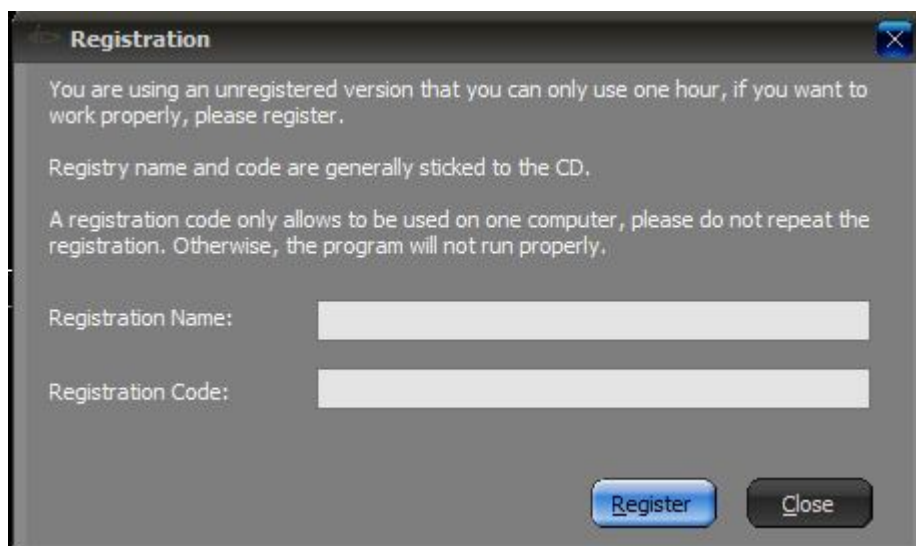 Registration
You are using an unregistered version that you can only use one hour, if you want to
work properly, please register.
Registry name and code are generally sticked to the CD.
A registration code only allows to be used on one computer, please do not repeat the
registration. Otherwise, the program will not run properly.
Registration Name:
Registration Code:
Register Close